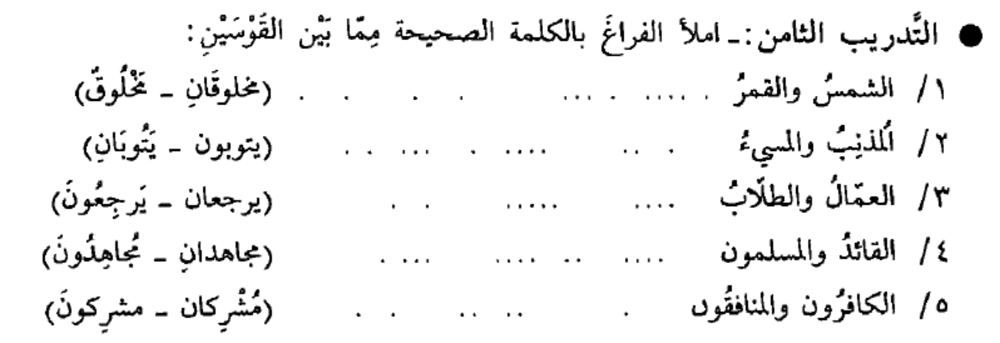 ● التَّدريب الثامن: ـ املأ الفراغَ بالكلمة الصحيحة مِمّا بَيْن القَوْسَيْنِ:
١/ الشمسُ والقمرُ . ..... . ... . . . . (مخلوقَانِ ـ مَخْلُوقٌ)
٢/ اَلمذنِبُ والمسيءُ . .. .... . ... . . (يتوبون ـ يَتُوبَانِ)
٣/ العمّالُ والطلّابُ .... ..... . . (يرجعان ـ يَرجِعُونَ)
٤/ القائدُ والمسلمون .... .. .... ... . (مجاهدانِ ـ مُجاهِدُونَ)
٥/ الكافرُون والمنافقُون . .. .. . . . (مُشْرِكان ـ مشرِكونَ)